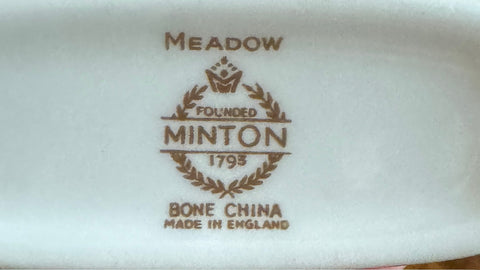 MEADOW
FOUNDED
MINTON
1793
BONE CHINA
MADE IN ENGLAND